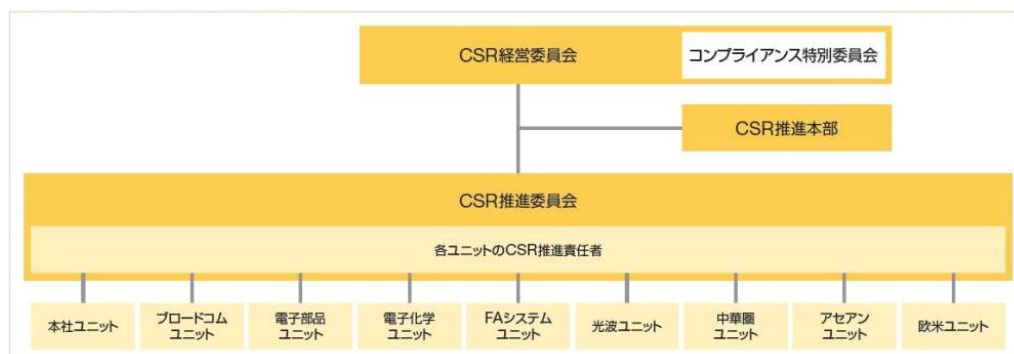 CSR経営委員会
コンプライアンス特別委員会
CSR推進本部
CSR推進委員会
各ユニットのCSR推進責任者
本社ユニット
ブロードコム
ユニット
電子部品
ユニット
電子化学
ユニット
FAシステム
ユニット
光波ユニット
中華圏
ユニット
アセアン
ユニット
欧米ユニット